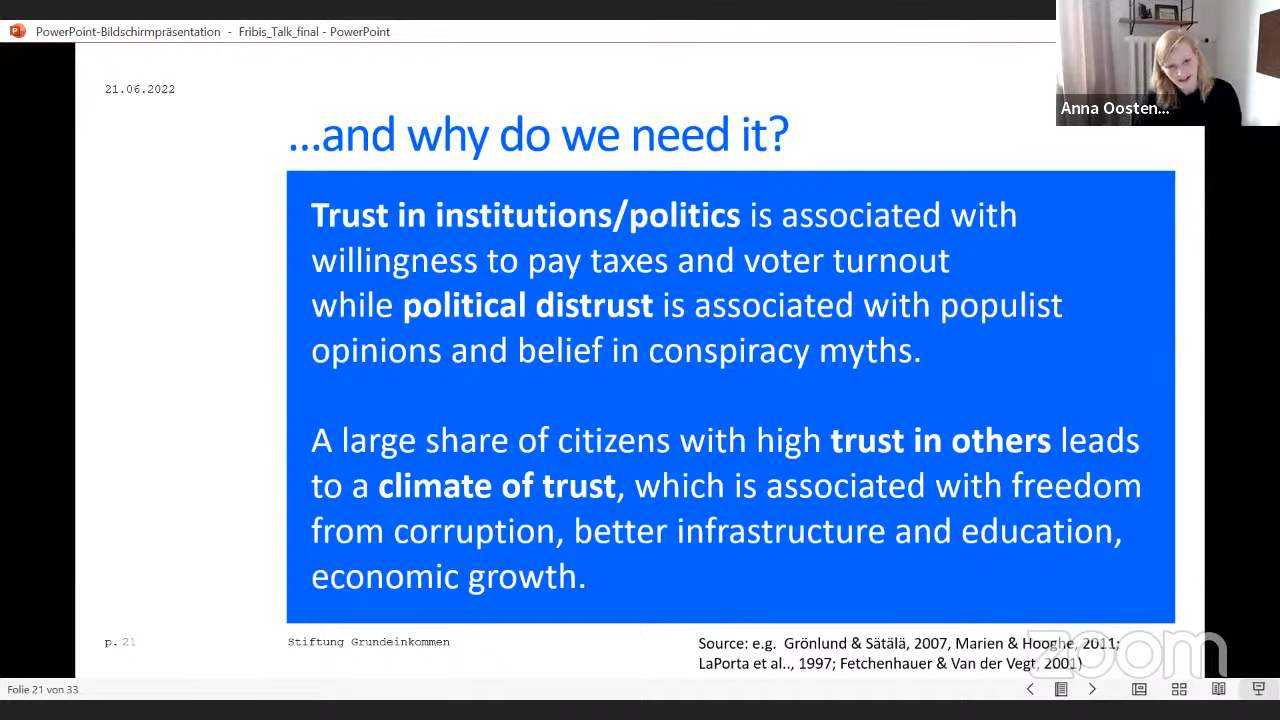 PowerPoint-Bildschirmpräsentation - Fribis_Talk_final - PowerPoint
Anna Oosten...
21.06.2022
...and why do we need it?
Trust in institutions/politics is associated with
willingness to pay taxes and voter turnout
while political distrust is associated with populist
opinions and belief in conspiracy myths.
A large share of citizens with high trust in others leads
to a climate of trust, which is associated with freedom
from corruption, better infrastructure and education,
economic growth.
p. 21
Stiftung Grundeinkommen
Source: e.g. Grönlund & Sätälä, 2007, Marien & Hooghe, 2011;
LaPorta et al.., 1997; Fetchenhauer & Van der Vegt, 2001)
zoom
Folie 21 von 33